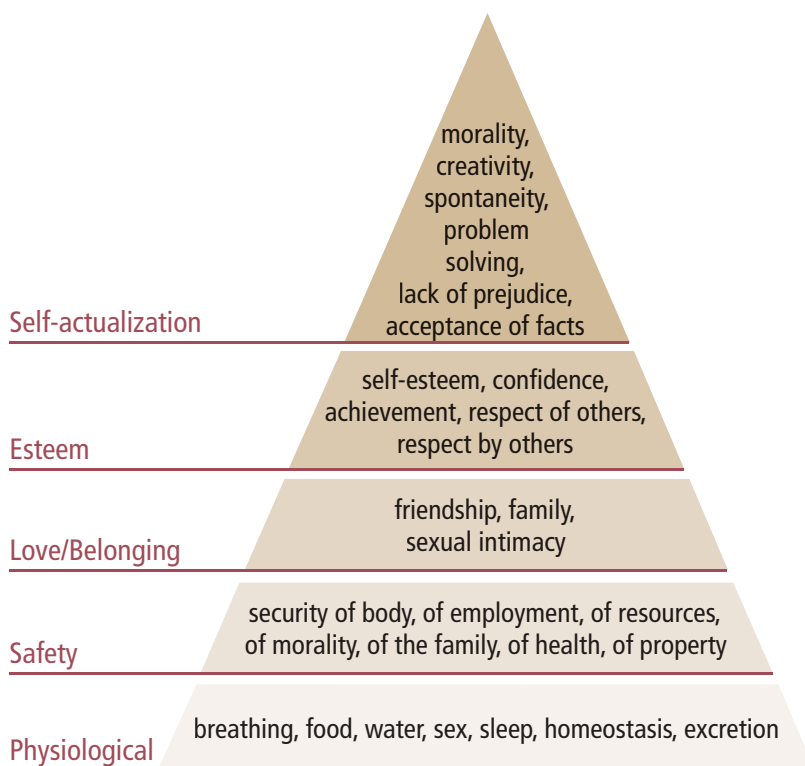 morality,
creativity,
spontaneity,
problem
solving,
lack of prejudice,
acceptance of facts
Self-actualization
self-esteem, confidence,
achievement, respect of others,
respect by others
Esteem
friendship, family,
sexual intimacy
Love/Belonging
security of body, of employment, of resources,
of morality, of the family, of health, of property
Safety
breathing, food, water, sex, sleep, homeostasis, excretion
Physiological